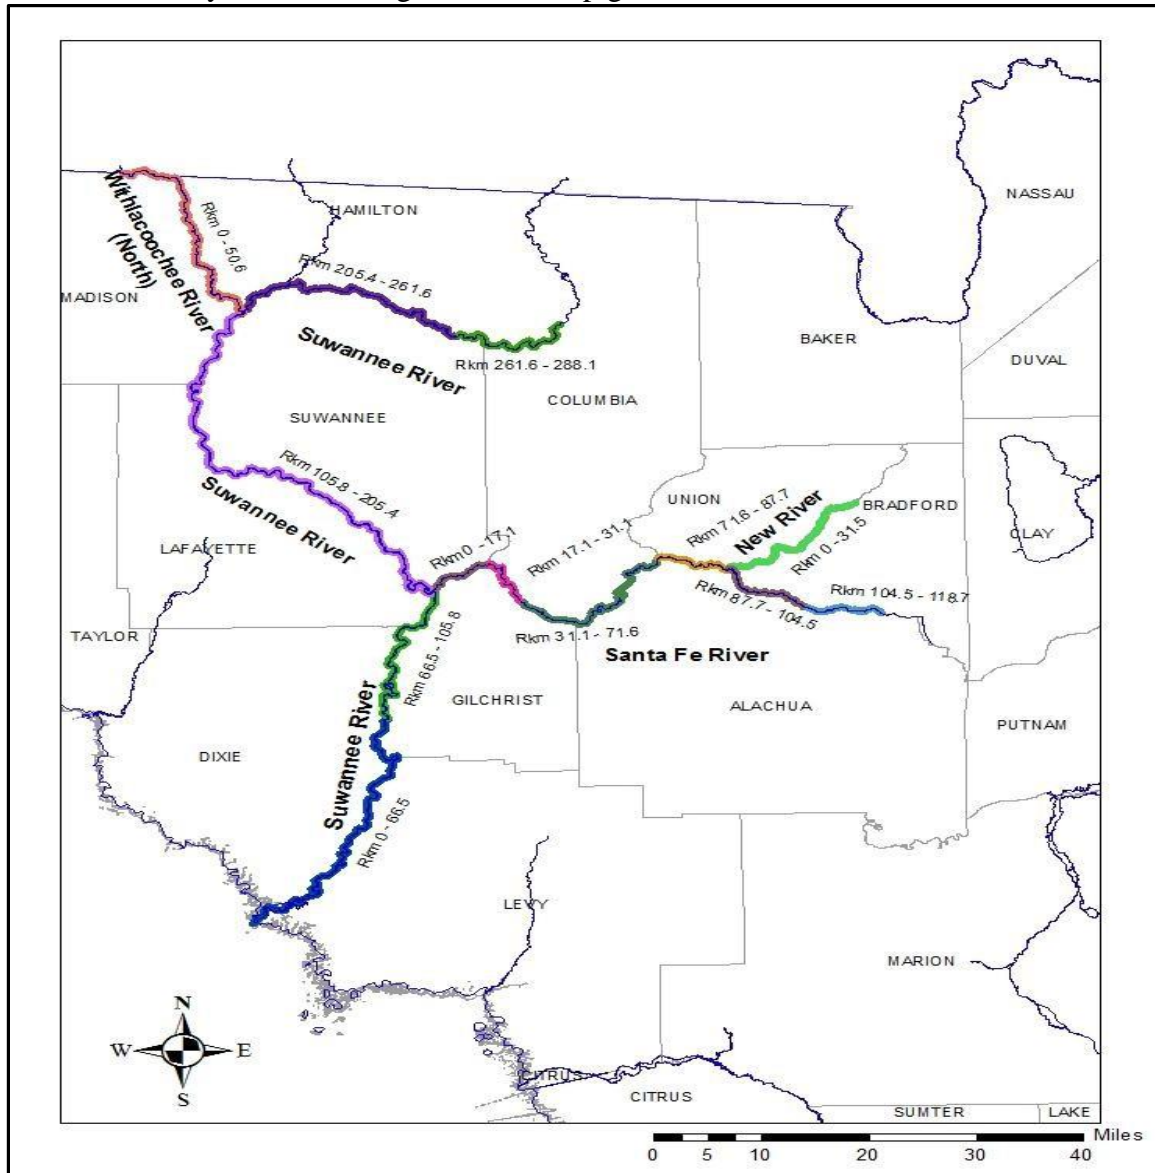 NASSAU
HAMILTON
Withlacoochee River
(North)
Rkm 0 - 50.6
Rkm 205.4 - 261.6
MADISON
Suwannee River
Rkm 261.6 - 288.1
BAKER
DUVAL
COLUMBIA
SUWANNEE
Rkm 105.8 - 205.4
Suwannee River
UNION
Rkm 71.6 - 87.7
New River
BRADFORD
Rkm 0 - 31.5
CLAY
LAFAYETTE
Rkm 0 - 17.1
Rkm 17.1 - 31.1
Rkm 87.7 - 104.5
Rkm 104.5 - 118.7
TAYLOR
Rkm 31.1 - 71.6
Santa Fe River
Rkm 66.5 - 105.8
GILCHRIST
ALACHUA
PUTNAM
DIXIE
Suwannee River
Rkm 0 - 66.5
LEVY
MARION
N
W E
S
CITRUS
CITRUS
SUMTER
LAKE
Miles
0 5 10 20 30 40